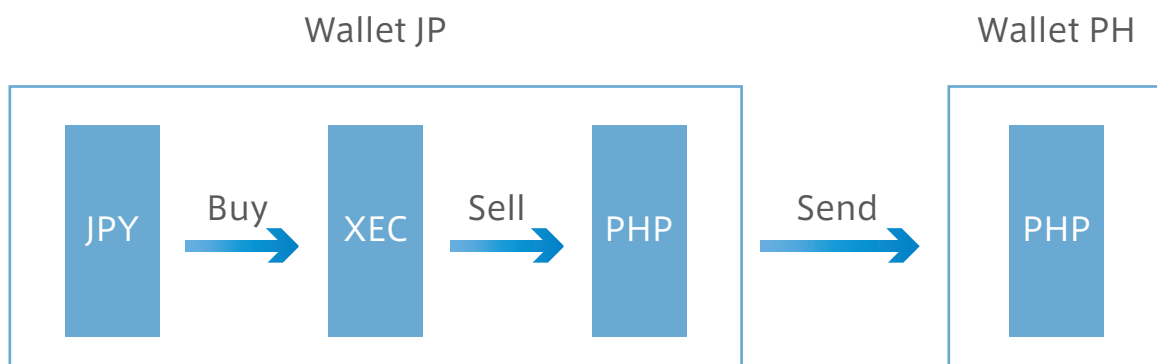 Wallet JP
Wallet PH
Buy
Sell
Send
JPY
XEC
PHP
PHP